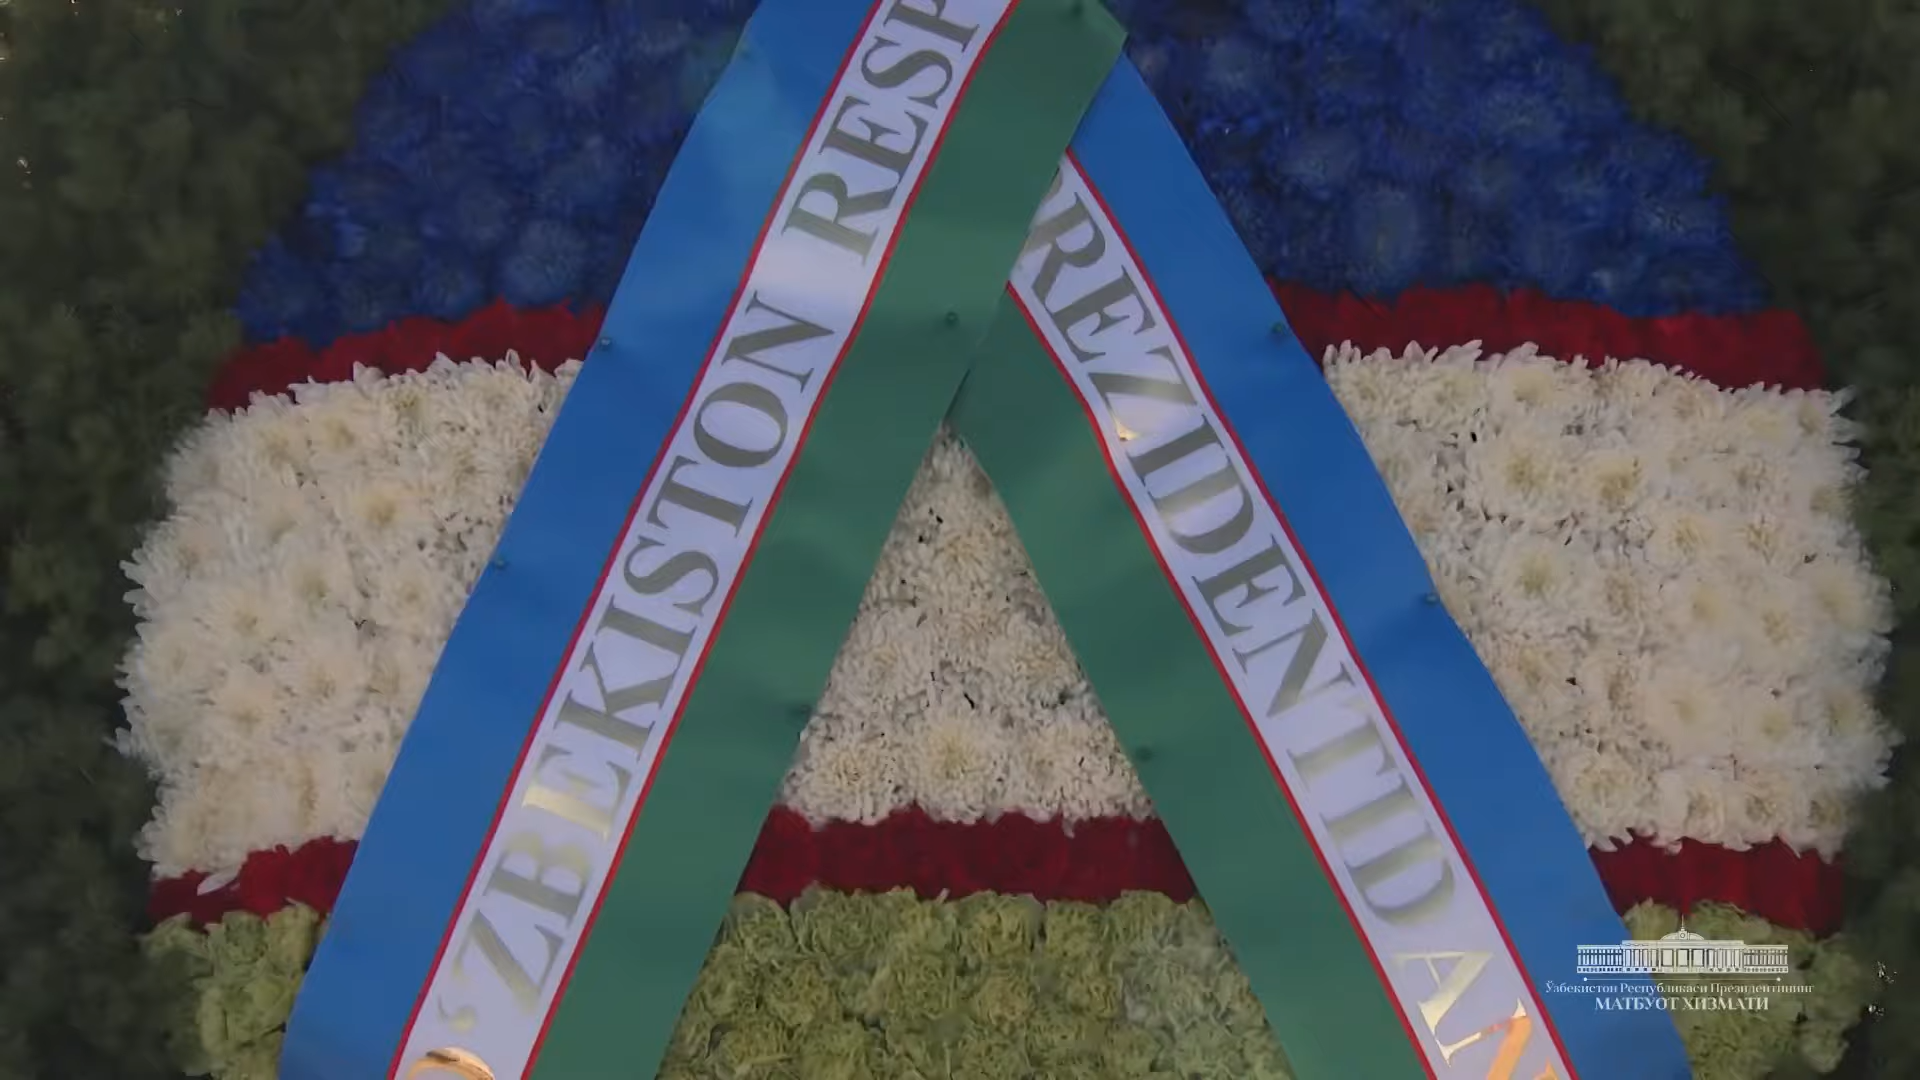 O‘ZBEKISTON RESP
PREZIDENTIDAN
Ўзбекистон Республикаси Президентининг
МАТБУОТ ХИЗМАТИ